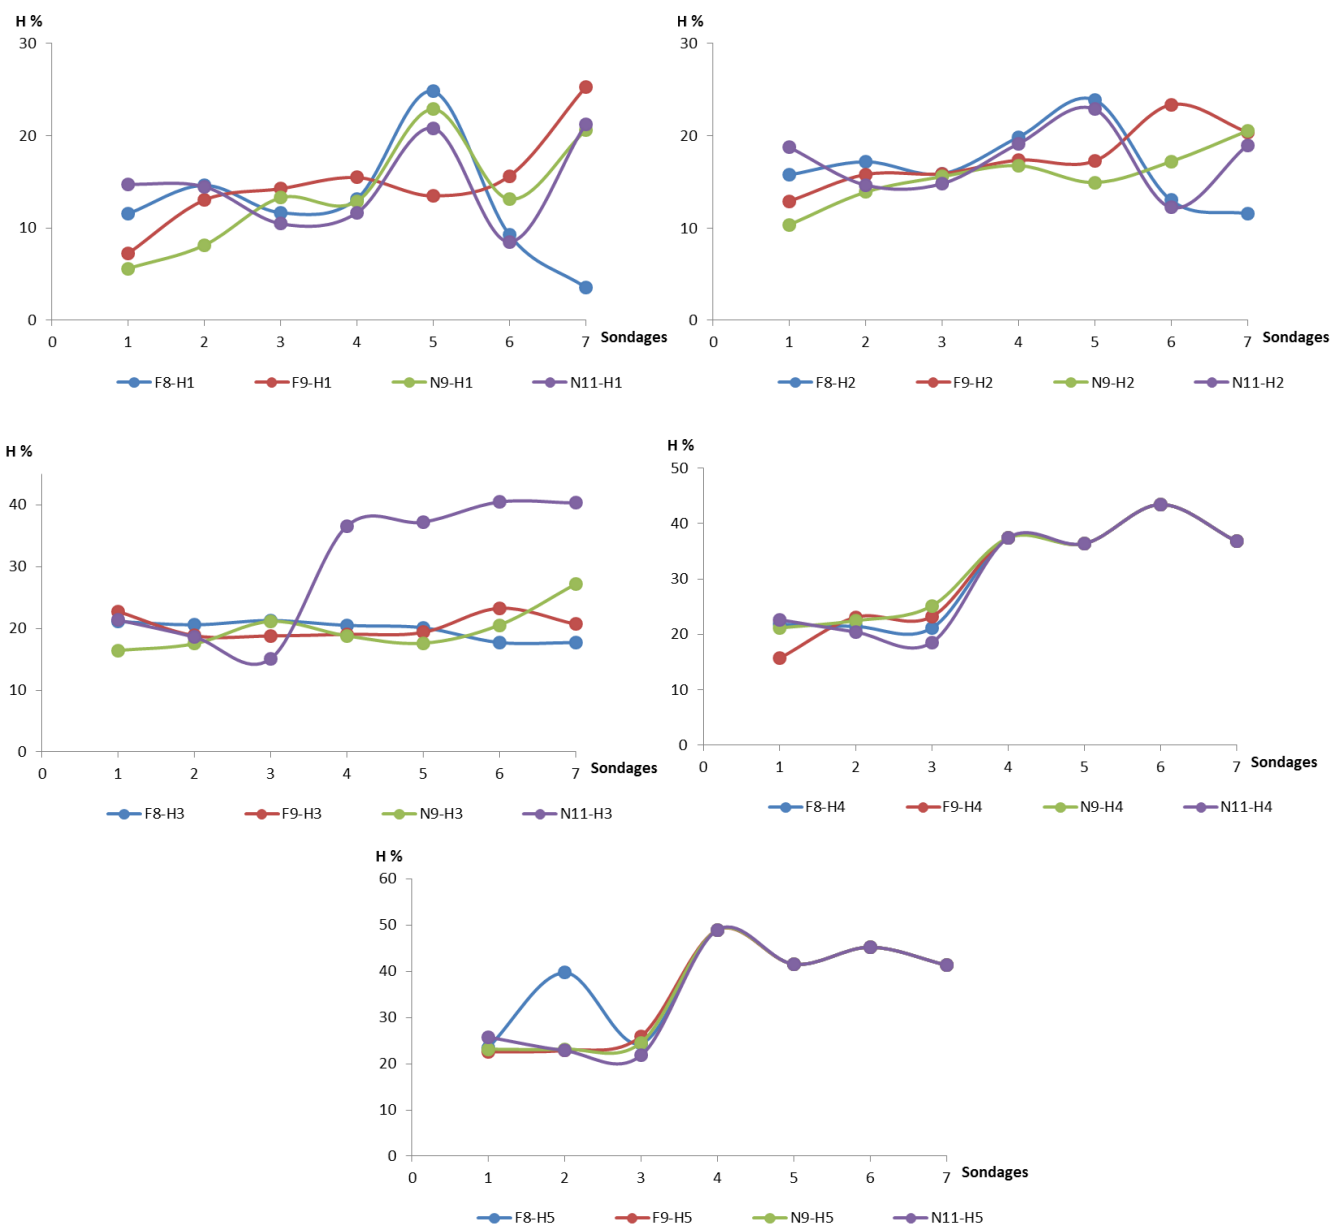 H %
30
20
10
0
0 1 2 3 4 5 6 7
Sondages
F8-H1 F9-H1 N9-H1 N11-H1
H %
30
20
10
0
0 1 2 3 4 5 6 7
Sondages
F8-H2 F9-H2 N9-H2 N11-H2
H %
40
30
20
10
0
0 1 2 3 4 5 6 7
Sondages
F8-H3 F9-H3 N9-H3 N11-H3
H %
50
40
30
20
10
0
0 1 2 3 4 5 6 7
Sondages
F8-H4 F9-H4 N9-H4 N11-H4
H %
60
50
40
30
20
10
0
0 1 2 3 4 5 6 7
Sondages
F8-H5 F9-H5 N9-H5 N11-H5